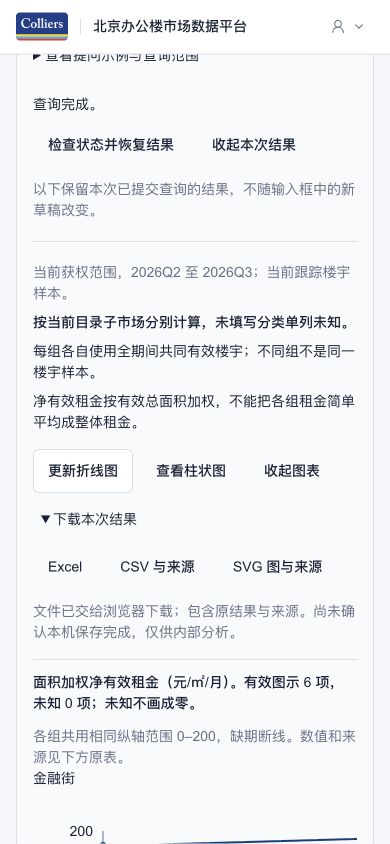 Colliers
北京办公楼市场数据平台
▶查看提问示例与查询范围
查询完成。
检查状态并恢复结果
收起本次结果
以下保留本次已提交查询的结果，不随输入框中的新
草稿改变。
当前获权范围，2026Q2 至 2026Q3；当前跟踪楼宇
样本。
按当前目录子市场分别计算，未填写分类单列未知。
每组各自使用全期间共同有效楼宇；不同组不是同一
楼宇样本。
净有效租金按有效总面积加权，不能把各组租金简单
平均成整体租金。
更新折线图
查看柱状图
收起图表
▼下载本次结果
Excel
CSV 与来源
SVG 图与来源
文件已交给浏览器下载；包含原结果与来源。尚未确
认本机保存完成，仅供内部分析。
面积加权净有效租金（元/㎡/月）。有效图示 6 项，
未知 0 项；未知不画成零。
各组共用相同纵轴范围 0–200，缺期断线。数值和来
源见下方原表。
金融街
200